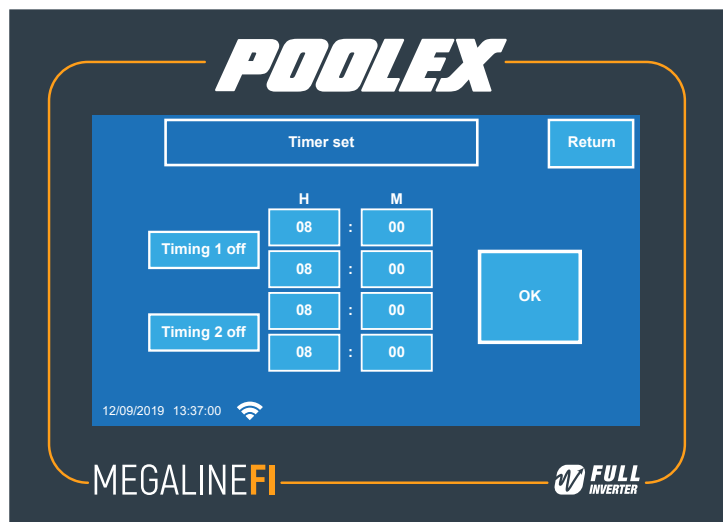 POOLEX
Timer set
Return
H M
08 : 00
Timing 1 off
08 : 00
08 : 00
Timing 2 off
08 : 00
OK
12/09/2019 13:37:00
MEGALINEFI
FULL
INVERTER